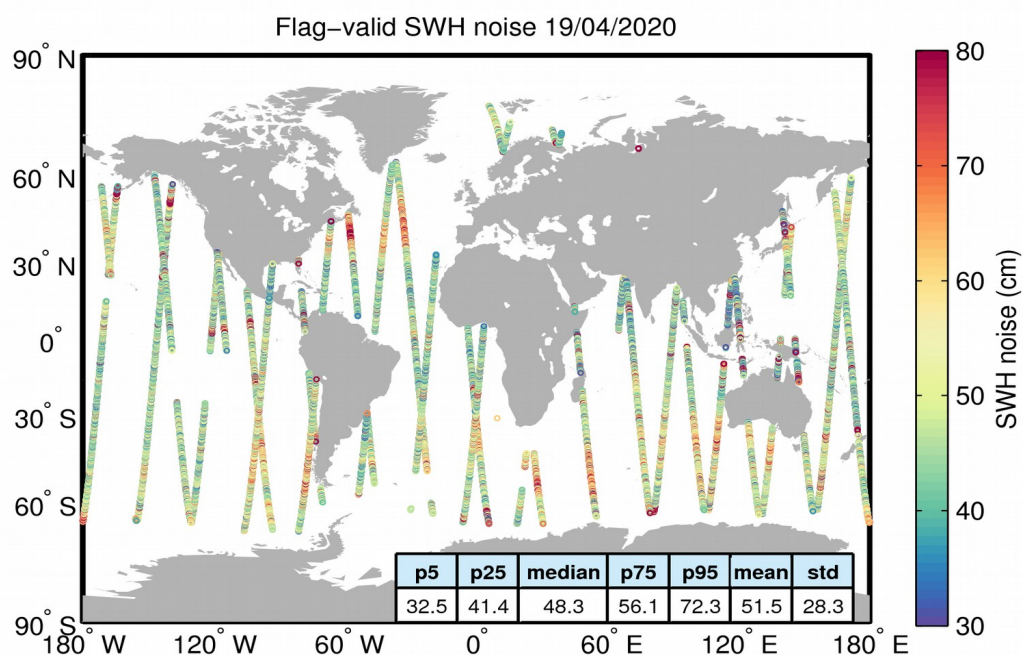 Flag−valid SWH noise 19/04/2020
90° N
60° N
30° N
0°
30° S
60° S
90° S
180° W
120° W
60° W
0°
60° E
120° E
180° E
80
70
60
50
40
30
SWH noise (cm)
p5 p25 median p75 p95 mean std
32.5 41.4 48.3 56.1 72.3 51.5 28.3